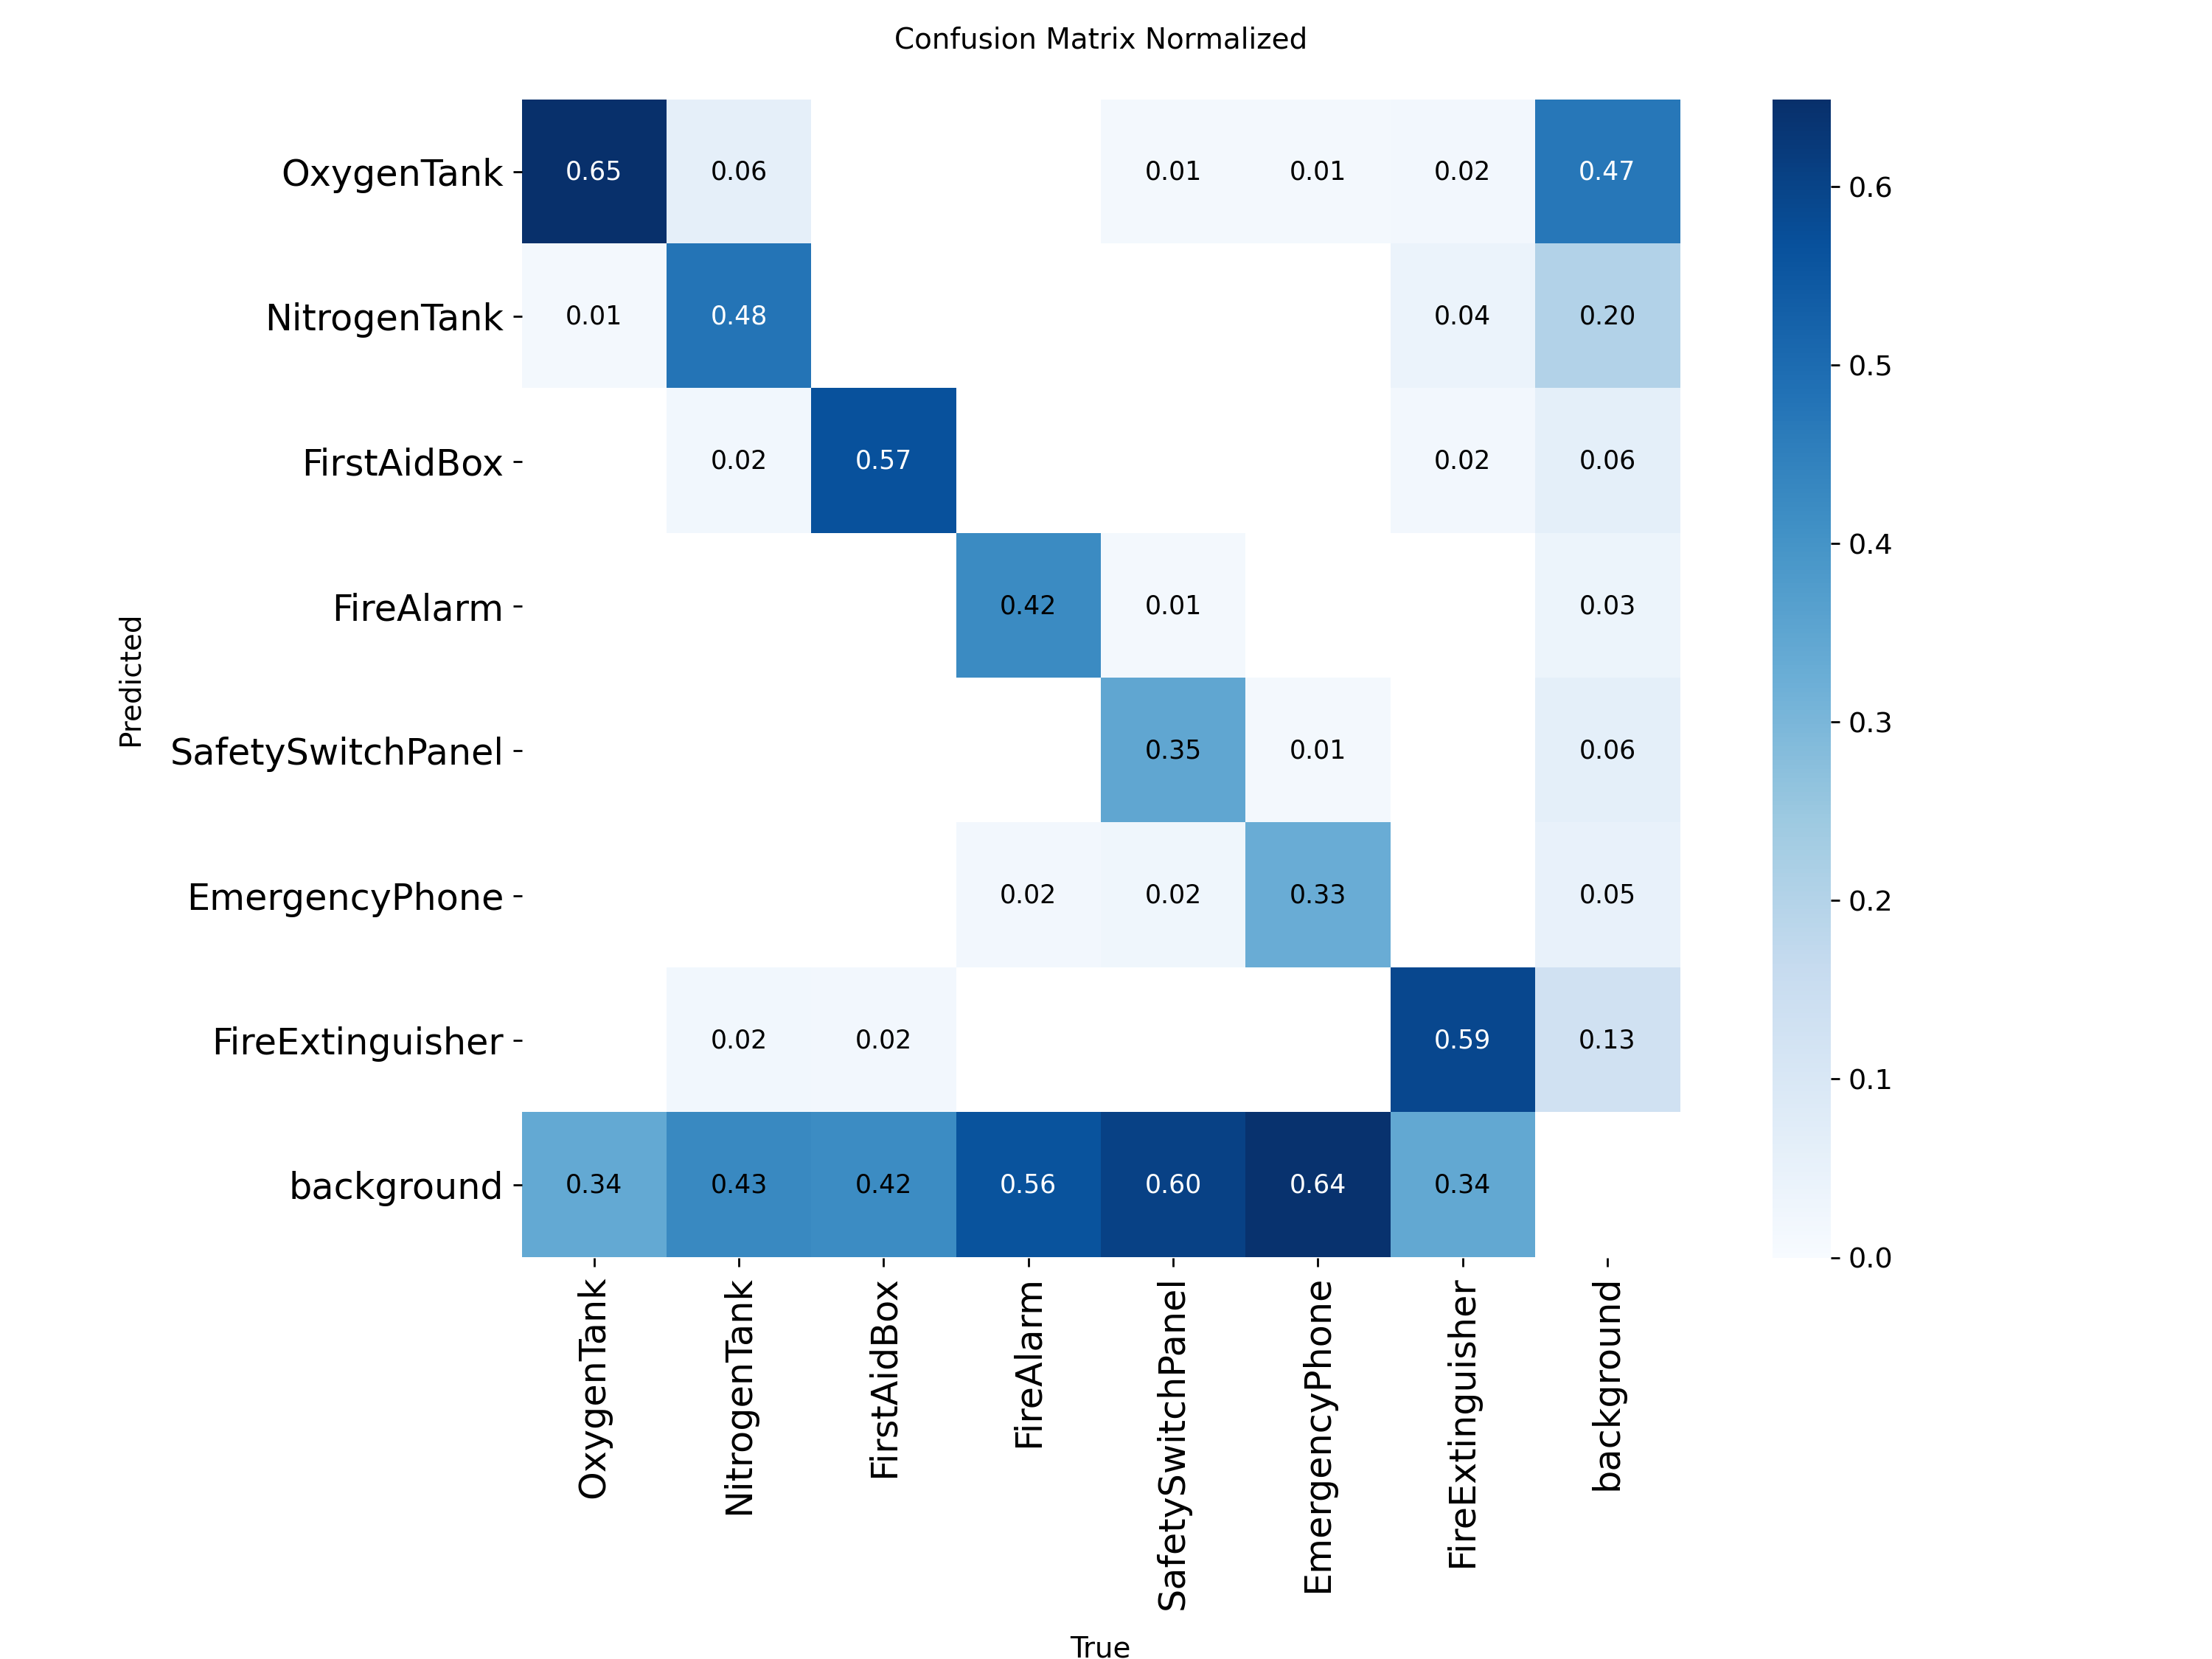 Confusion Matrix Normalized
OxygenTank 0.65 0.06 0.01 0.01 0.02 0.47
NitrogenTank 0.01 0.48 0.04 0.20
FirstAidBox 0.02 0.57 0.02 0.06
FireAlarm 0.42 0.01 0.03
SafetySwitchPanel 0.35 0.01 0.06
EmergencyPhone 0.02 0.02 0.33 0.05
FireExtinguisher 0.02 0.02 0.59 0.13
background 0.34 0.43 0.42 0.56 0.60 0.64 0.34
Predicted
OxygenTank
NitrogenTank
FirstAidBox
FireAlarm
SafetySwitchPanel
EmergencyPhone
FireExtinguisher
background
True
0.6
0.5
0.4
0.3
0.2
0.1
0.0